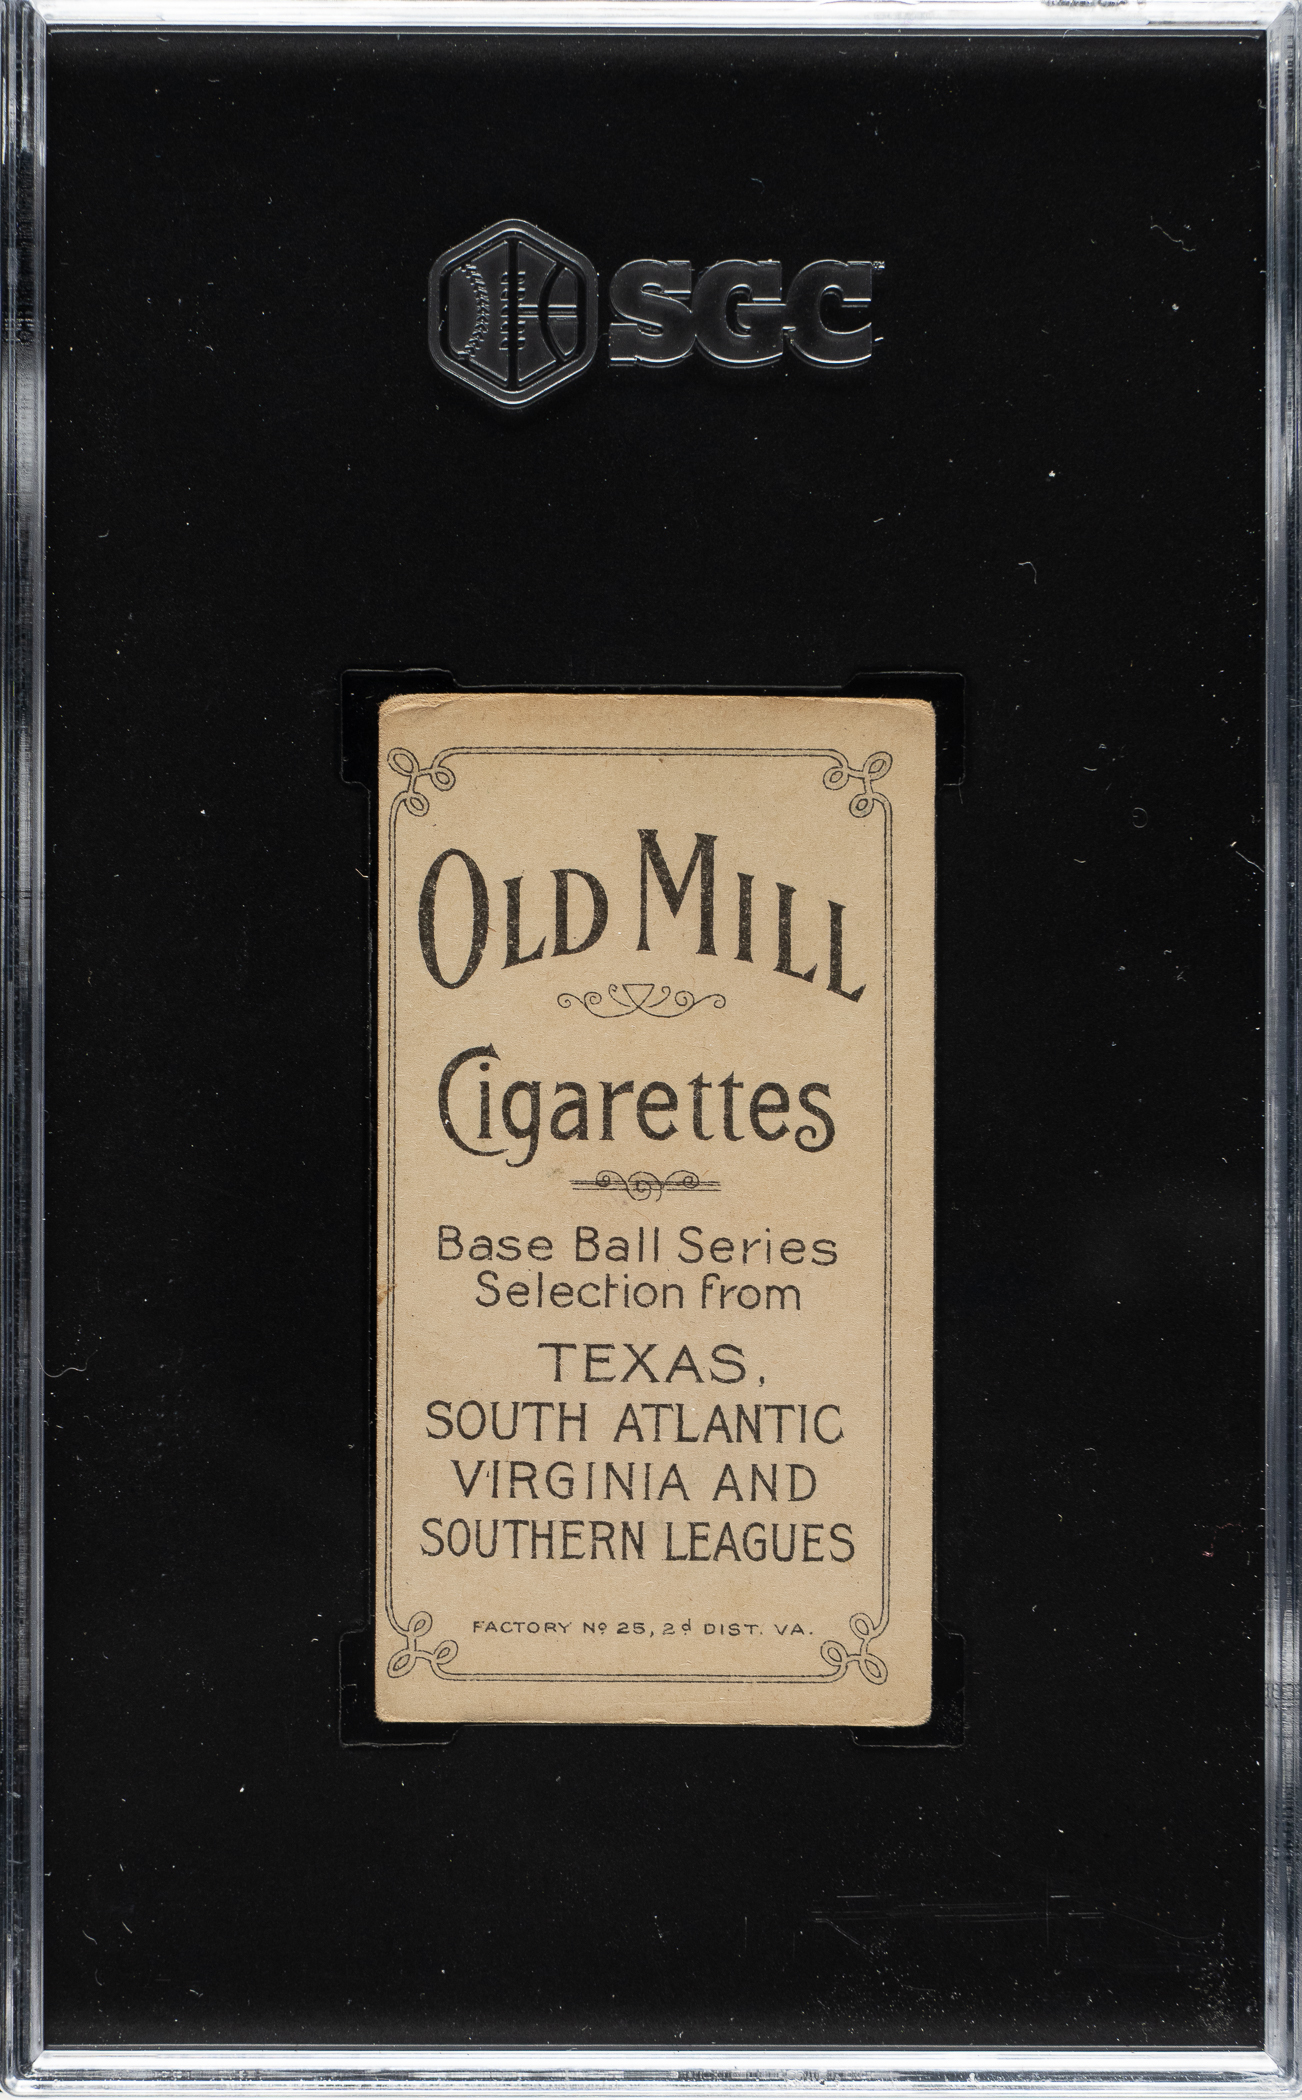 SGC
OLD MILL
Cigarettes
Base Ball Series
Selection from
TEXAS,
SOUTH ATLANTIC
VIRGINIA AND
SOUTHERN LEAGUES
FACTORY Nº 25, 2d DIST. VA.